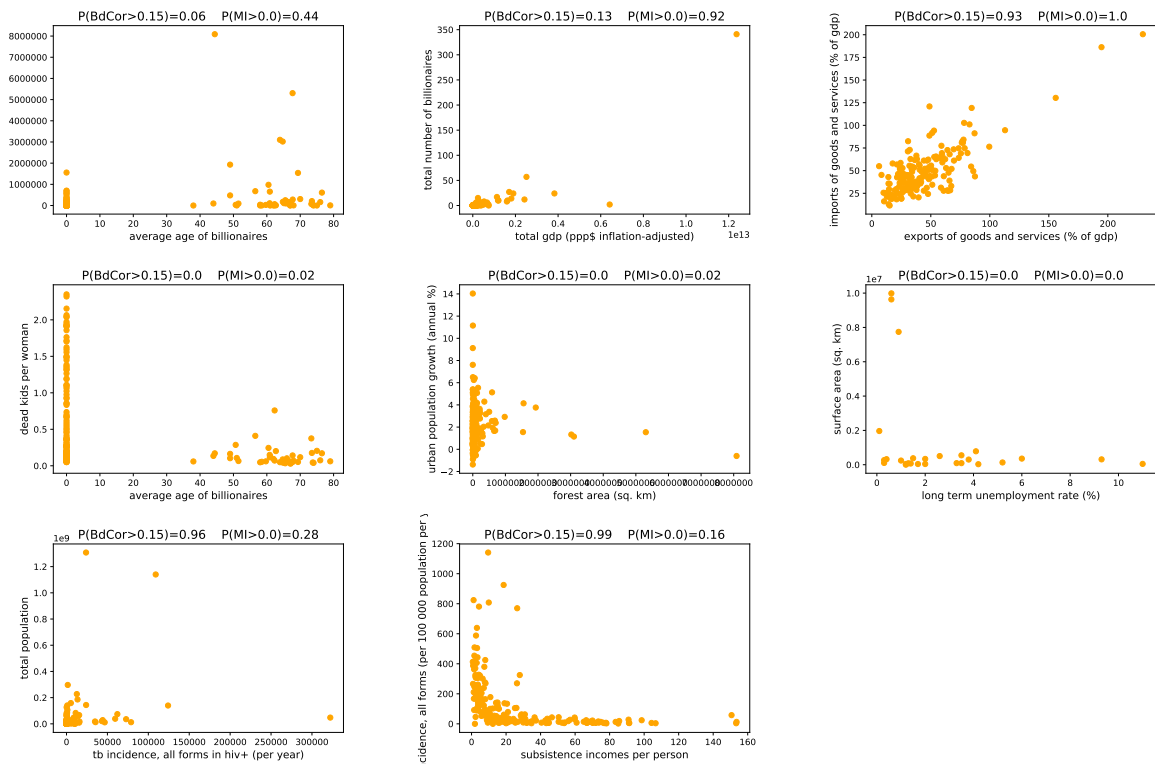 P(BdCor>0.15)=0.06 P(MI>0.0)=0.44
8000000
7000000
6000000
5000000
4000000
3000000
2000000
1000000
0
0 10 20 30 40 50 60 70 80
average age of billionaires
P(BdCor>0.15)=0.13 P(MI>0.0)=0.92
total number of billionaires
350
300
250
200
150
100
50
0
0.0 0.2 0.4 0.6 0.8 1.0 1.2
1e13
total gdp (ppp$ inflation-adjusted)
P(BdCor>0.15)=0.93 P(MI>0.0)=1.0
imports of goods and services (% of gdp)
200
175
150
125
100
75
50
25
0 50 100 150 200
exports of goods and services (% of gdp)
P(BdCor>0.15)=0.0 P(MI>0.0)=0.02
dead kids per woman
2.0
1.5
1.0
0.5
0.0
0 10 20 30 40 50 60 70 80
average age of billionaires
P(BdCor>0.15)=0.0 P(MI>0.0)=0.02
urban population growth (annual %)
14
12
10
8
6
4
2
0
−2
0 1000000 2000000 3000000 4000000 5000000 6000000 7000000 8000000
forest area (sq. km)
P(BdCor>0.15)=0.0 P(MI>0.0)=0.0
1e7
surface area (sq. km)
1.0
0.8
0.6
0.4
0.2
0.0
0 2 4 6 8 10
long term unemployment rate (%)
P(BdCor>0.15)=0.96 P(MI>0.0)=0.28
1e9
total population
1.2
1.0
0.8
0.6
0.4
0.2
0.0
0 50000 100000 150000 200000 250000 300000
tb incidence, all forms in hiv+ (per year)
P(BdCor>0.15)=0.99 P(MI>0.0)=0.16
cidence, all forms (per 100 000 population per y
1200
1000
800
600
400
200
0
0 20 40 60 80 100 120 140 160
subsistence incomes per person